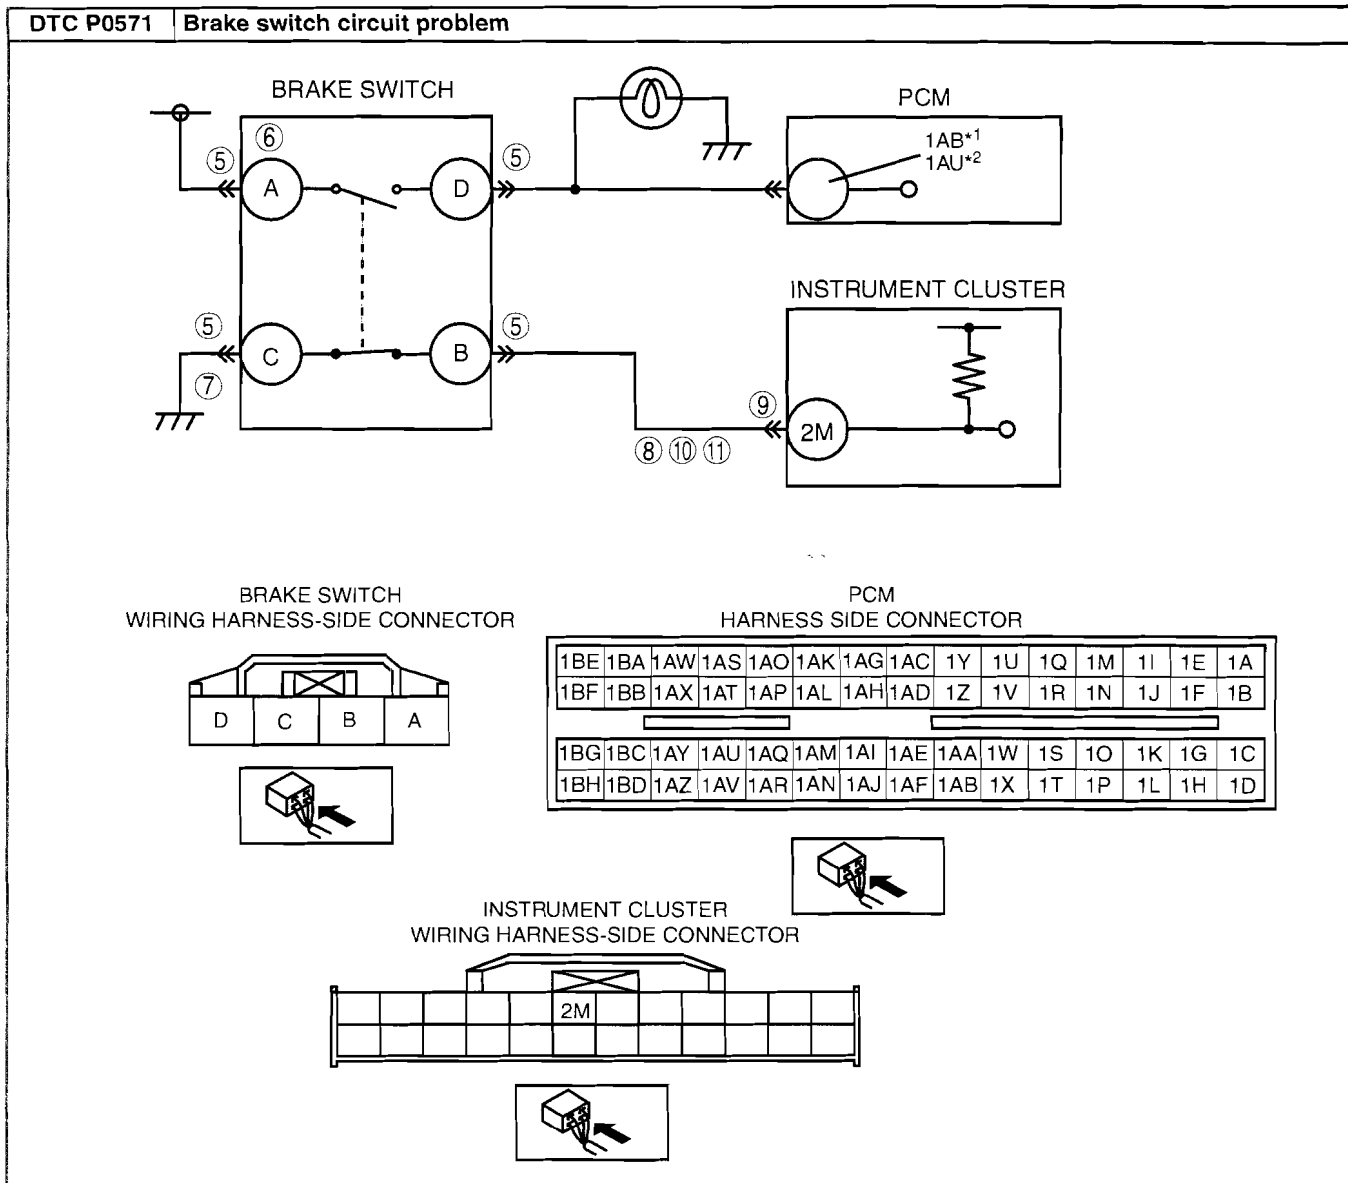 DTC P0571 Brake switch circuit problem
BRAKE SWITCH
PCM
⑥
1AB*1
1AU*2
⑤
A
D
⑤
INSTRUMENT CLUSTER
⑤
C
B
⑤
⑦
⑨
2M
⑧ ⑩ ⑪
BRAKE SWITCH
WIRING HARNESS-SIDE CONNECTOR
D C B A
PCM
HARNESS SIDE CONNECTOR
1BE 1BA 1AW 1AS 1AO 1AK 1AG 1AC 1Y 1U 1Q 1M 1I 1E 1A
1BF 1BB 1AX 1AT 1AP 1AL 1AH 1AD 1Z 1V 1R 1N 1J 1F 1B
1BG 1BC 1AY 1AU 1AQ 1AM 1AI 1AE 1AA 1W 1S 1O 1K 1G 1C
1BH 1BD 1AZ 1AV 1AR 1AN 1AJ 1AF 1AB 1X 1T 1P 1L 1H 1D
INSTRUMENT CLUSTER
WIRING HARNESS-SIDE CONNECTOR
2M